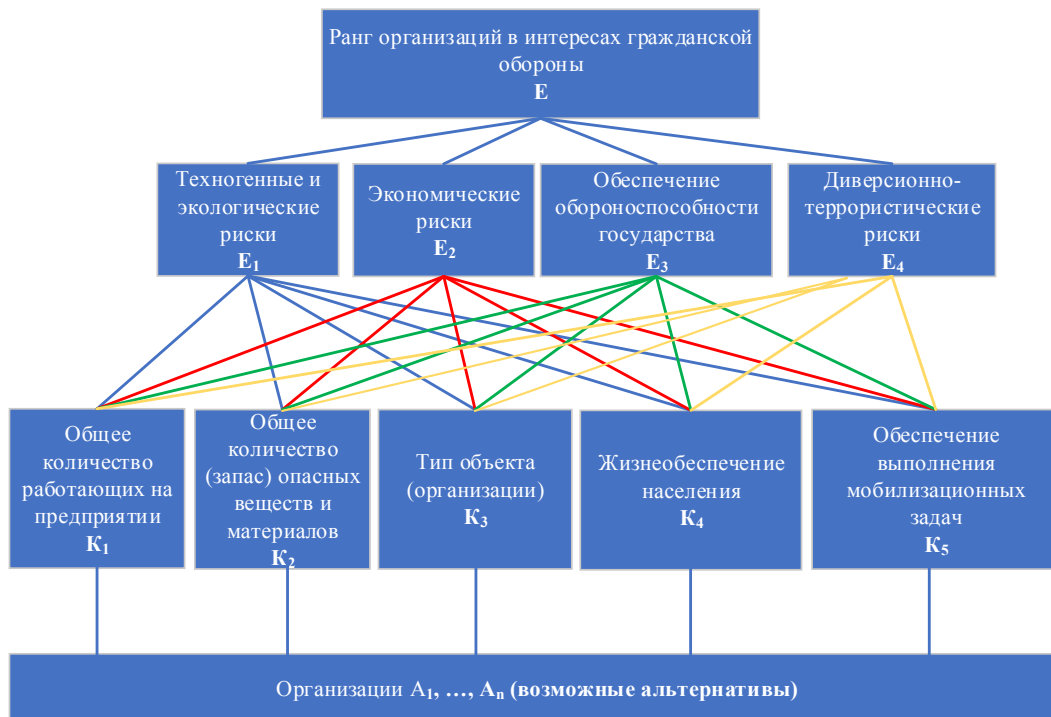 Ранг организаций в интересах гражданской
обороны
Е
Техногенные и
экологические
риски
Е1
Экономические
риски
Е2
Обеспечение
обороноспособности
государства
Е3
Диверсионно-
террористические
риски
Е4
Общее
количество
работающих на
предприятии
К1
Общее
количество
(запас) опасных
веществ и
материалов
К2
Тип объекта
(организации)
К3
Жизнеобеспечение
населения
К4
Обеспечение
выполнения
мобилизационных
задач
К5
Организации А1, …, Аn (возможные альтернативы)